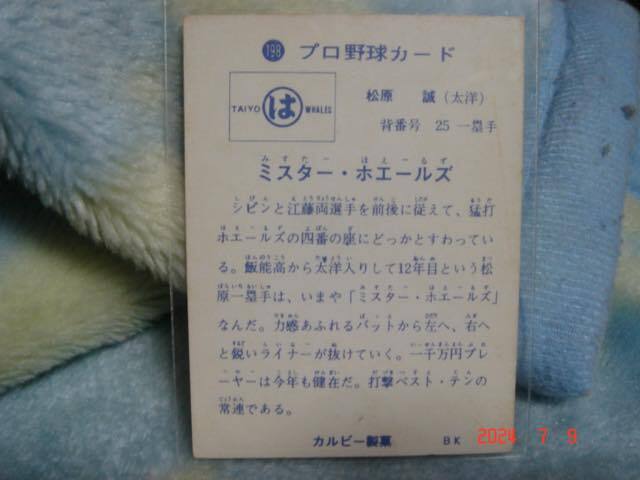 198 プロ野球カード
TAIYO は WHALES
松原 誠（太洋）
背番号 25 一塁手
みすたー・ほえーるず
ミスター・ホエールズ
シピンと江藤両選手を前後に従えて、猛打
ホエールズの四番の座にどっかとすわってい
る。飯能高から太洋入りして12年目という松
原一塁手は、いまや「ミスター・ホエールズ」
なんだ。力感あふれるバットから左へ、右へ
と鋭いライナーが抜けていく。一千万円プレ
ーヤーは今年も健在だ。打撃ベスト・テンの
常連である。
カルビー製菓 BK
2024 7 9